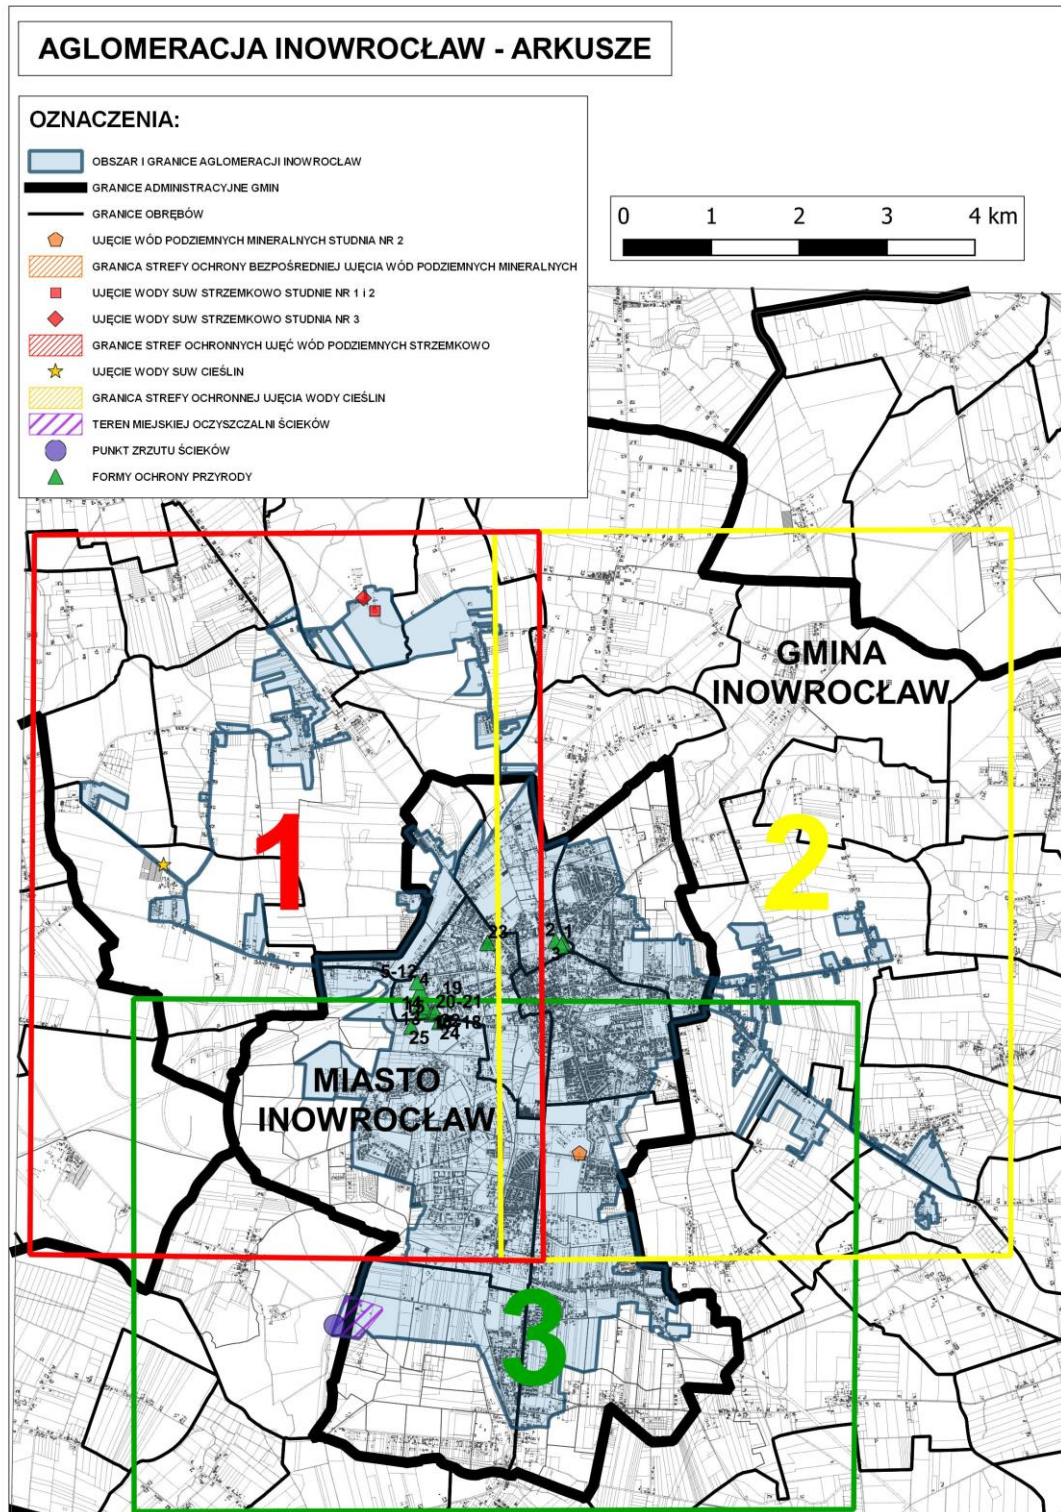 AGLOMERACJA INOWROCŁAW - ARKUSZE
OZNACZENIA:
OBSZAR I GRANICE AGLOMERACJI INOWROCŁAW
GRANICE ADMINISTRACYJNE GMIN
GRANICE OBRĘBÓW
UJĘCIE WÓD PODZIEMNYCH MINERALNYCH STUDNIA NR 2
GRANICA STREFY OCHRONY BEZPOŚREDNIEJ UJĘCIA WÓD PODZIEMNYCH MINERALNYCH
UJĘCIE WODY SUW STRZEMKOWO STUDNIE NR 1 i 2
UJĘCIE WODY SUW STRZEMKOWO STUDNIA NR 3
GRANICE STREF OCHRONNYCH UJĘĆ WÓD PODZIEMNYCH STRZEMKOWO
UJĘCIE WODY SUW CIEŚLIN
GRANICA STREFY OCHRONNEJ UJĘCIA WODY CIEŚLIN
TEREN MIEJSKIEJ OCZYSZCZALNI ŚCIEKÓW
PUNKT ZRZUTU ŚCIEKÓW
FORMY OCHRONY PRZYRODY
0 1 2 3 4 km
GMINA
INOWROCŁAW
1
2
23
2
1
3
5-12
4
19
20-21
24
25
MIASTO
INOWROCŁAW
3